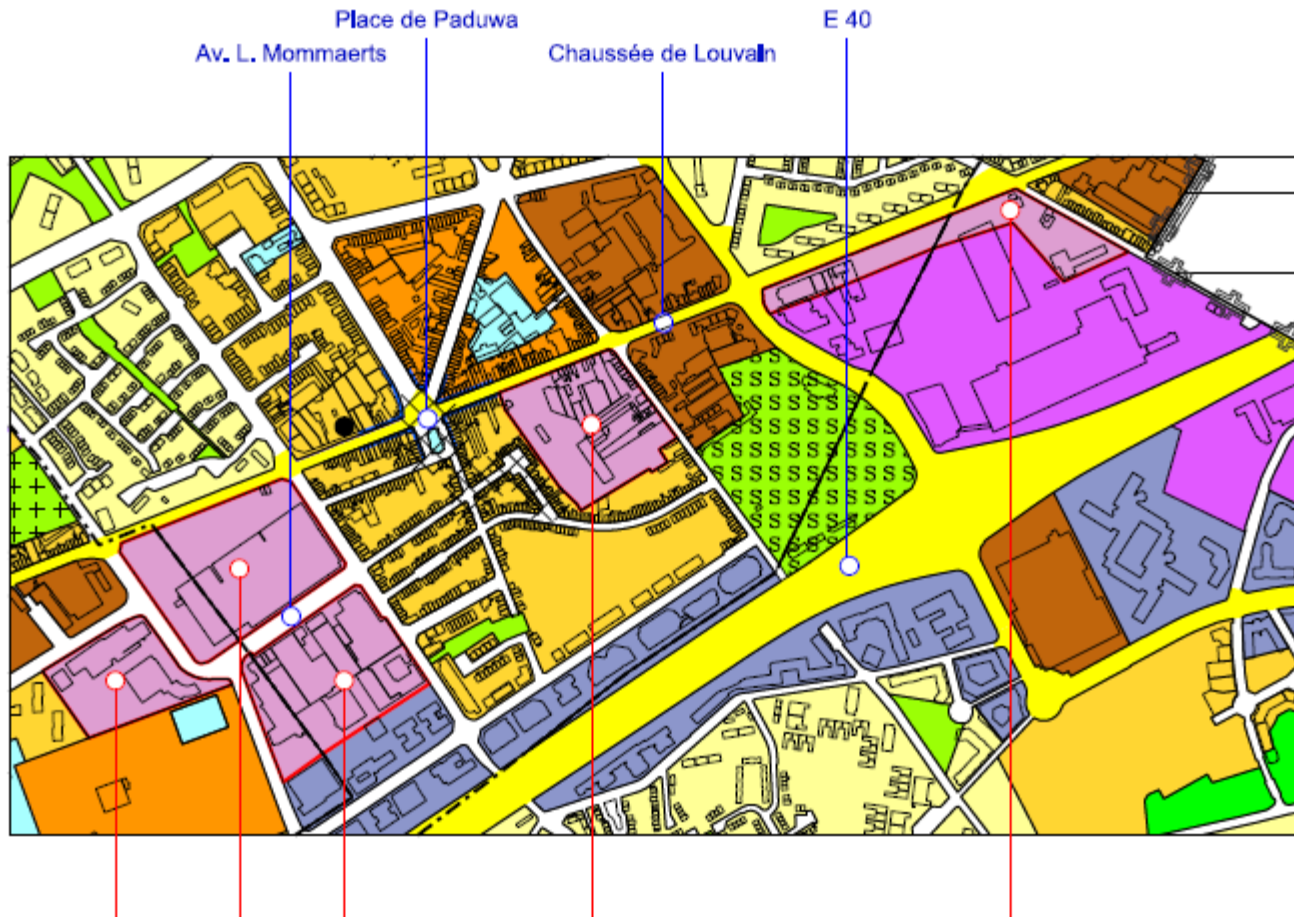 Place de Paduwa
E 40
Av. L. Mommaerts
Chaussée de Louvain
S S S S S S
S S S S S S S S
S S S S S S S S
S S S S S S S S S
S S S S S S S S S S
S S S S S S S S S S
S S S S S S S S S
S S S S S S S
S S S S S
S S S
S S